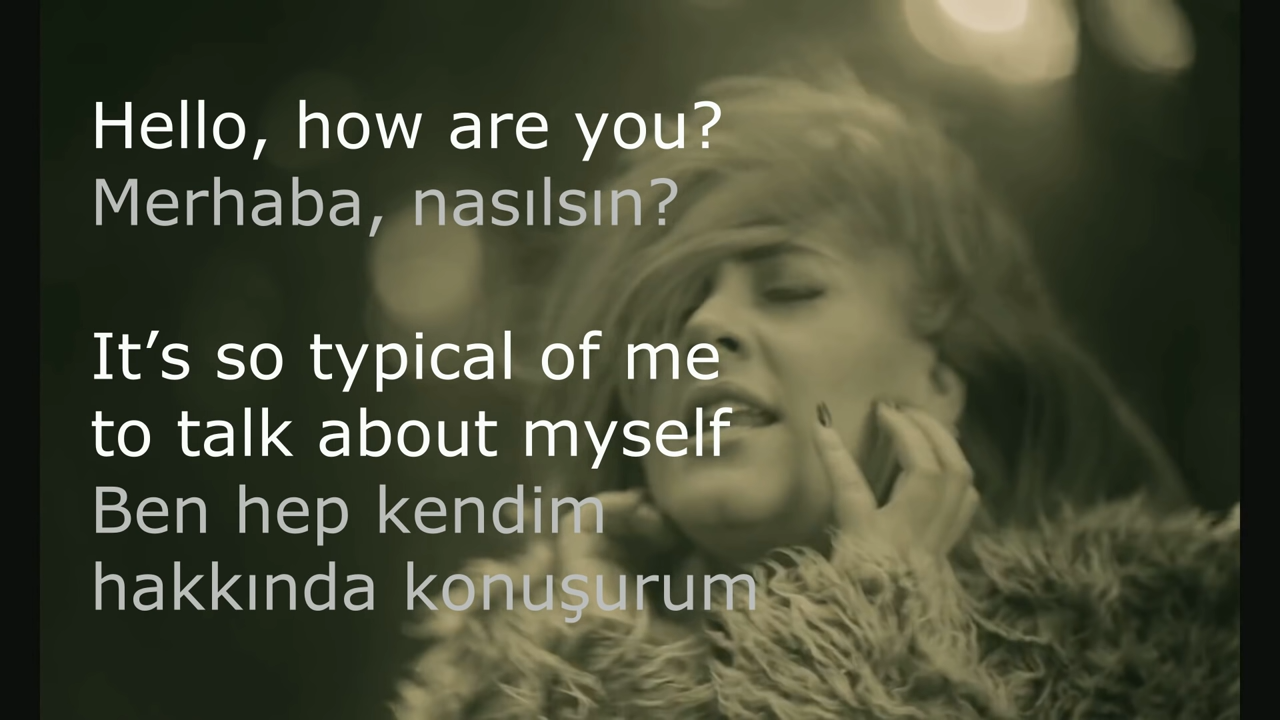 Hello, how are you?
Merhaba, nasılsın?
It’s so typical of me
to talk about myself
Ben hep kendim
hakkında konuşurum